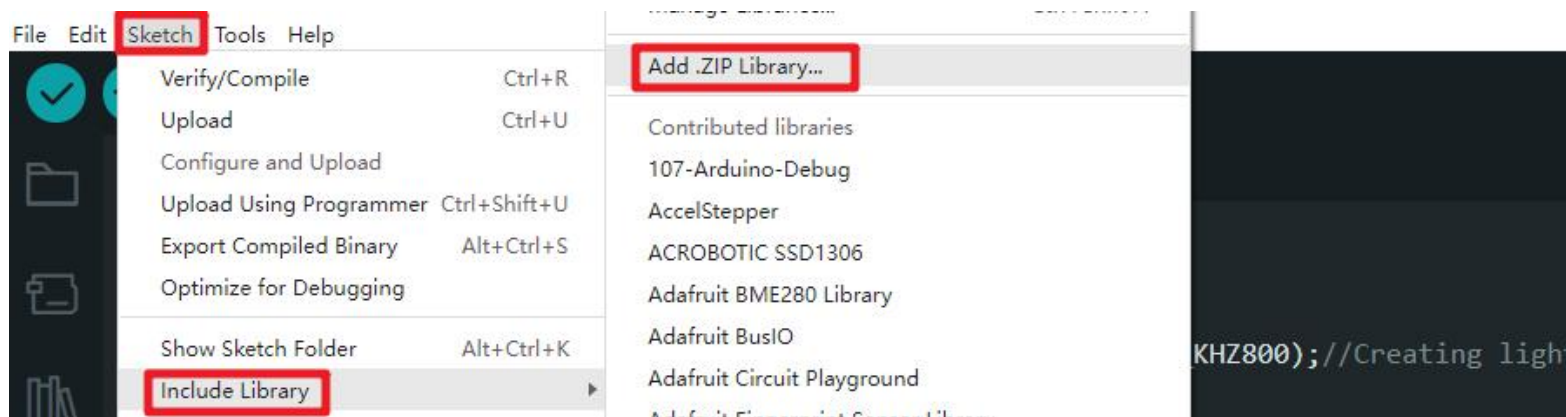 File Edit Sketch Tools Help
Verify/Compile Ctrl+R
Upload Ctrl+U
Configure and Upload
Upload Using Programmer Ctrl+Shift+U
Export Compiled Binary Alt+Ctrl+S
Optimize for Debugging
Show Sketch Folder Alt+Ctrl+K
Include Library
Add .ZIP Library...
Contributed libraries
107-Arduino-Debug
AccelStepper
ACROBOTIC SSD1306
Adafruit BME280 Library
Adafruit BusIO
Adafruit Circuit Playground
KHZ800);//Creating ligh